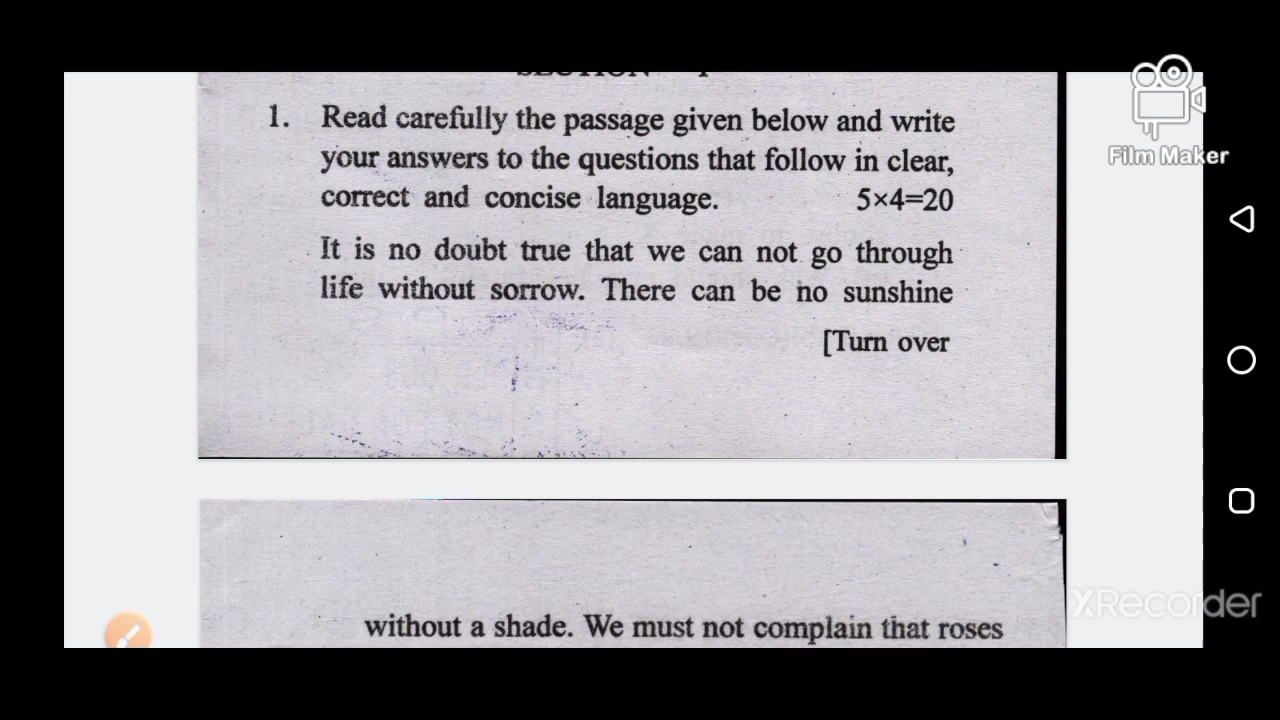 SECTION - I
1. Read carefully the passage given below and write
your answers to the questions that follow in clear,
correct and concise language. 5×4=20
It is no doubt true that we can not go through
life without sorrow. There can be no sunshine
[Turn over
without a shade. We must not complain that roses
Film Maker
XRecorder